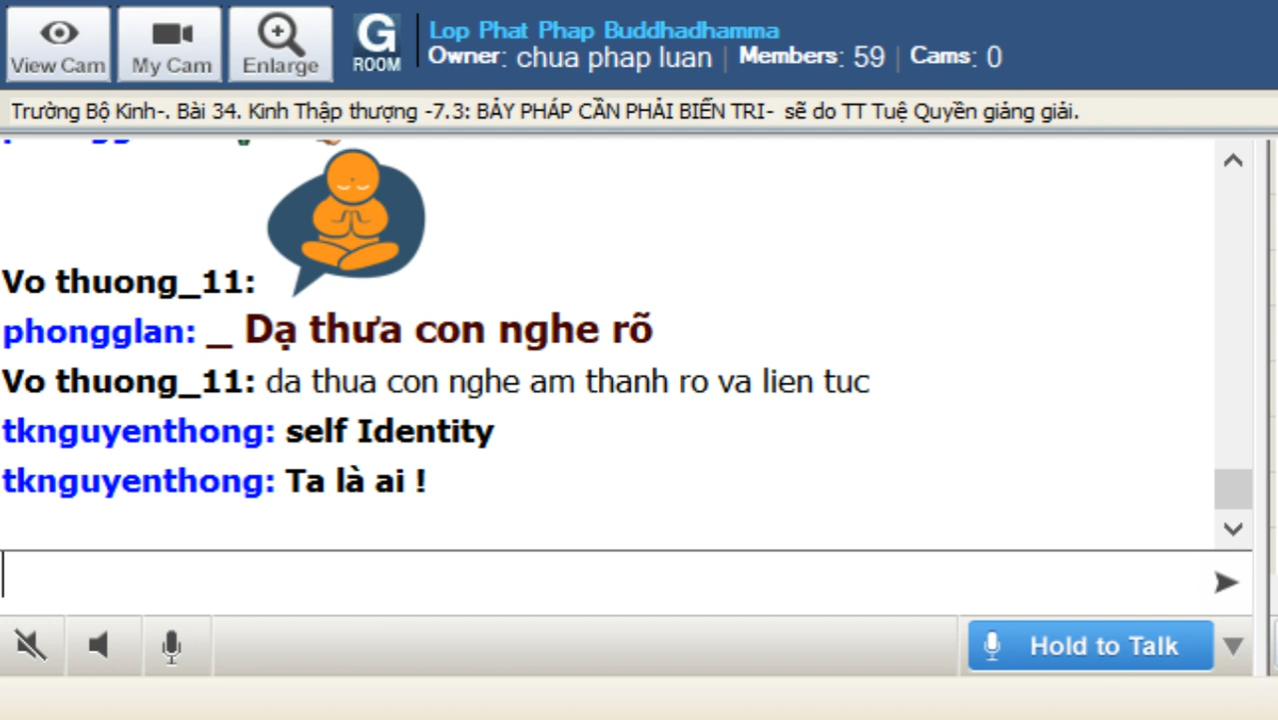 View Cam
My Cam
Enlarge
G
ROOM
Lop Phat Phap Buddhadhamma
Owner: chua phap luan | Members: 59 | Cams: 0
Trường Bộ Kinh-. Bài 34. Kinh Thập thượng -7.3: BẢY PHÁP CẦN PHẢI BIẾN TRI- sẽ do TT Tuệ Quyền giảng giải.
Vo thuong_11:
phongglan: _ Dạ thưa con nghe rõ
Vo thuong_11: da thua con nghe am thanh ro va lien tuc
tknguyenthong: self Identity
tknguyenthong: Ta là ai !
Hold to Talk